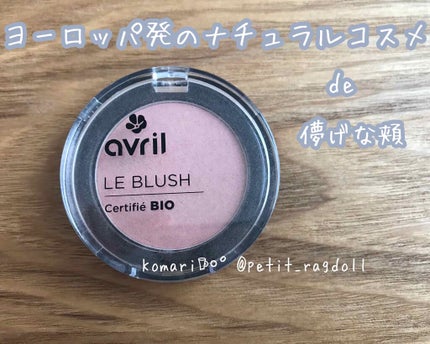 ヨーロッパ発のナチュラルコスメ
de
儚げな頬
avril
LE BLUSH
Certifié BIO
komari @petit_ragdoll